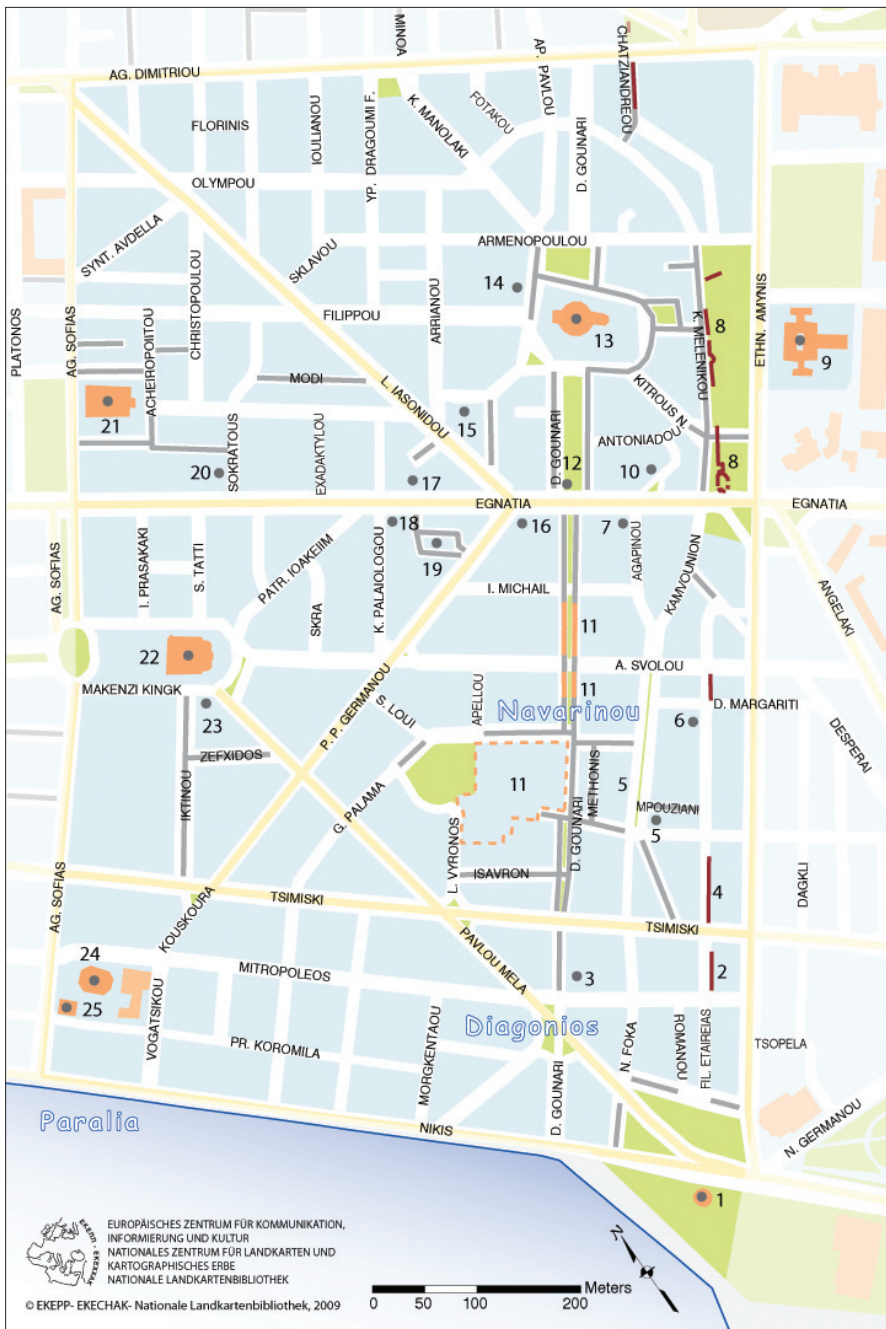 MINOA
AG. DIMITRIOU
AP. PAVLOU
CHATZIANDREOU
FLORINIS
IOULIANOU
YP. DRAGOUMI F.
K. MANOLAKI
FOTAKOU
D. GOUNARI
OLYMPOU
SYNT. AVDELLA
SKLAVOU
ARMENOPOULOU
CHRISTOPOULOU
14
PLATONOS
AG. SOFIAS
FILIPPOU
ARRIANOU
13
8
K. MELENIKOU
ETHN. AMYNIS
9
ACHEIROPOIITOU
MODI
L. IASONIDOU
KITROUS N.
21
15
D. GOUNARI
ANTONIADOU
20
SOKRATOUS
EXADAKTYLOU
17
12
10
8
EGNATIA
EGNATIA
I. PRASAKAKI
S. TATTI
PATR. IOAKEIIM
18
19
16
7
AGAPINOU
KAMVOUNION
AG. SOFIAS
SKRA
K. PALAIOLOGOU
I. MICHAIL
ANGELAKI
11
22
A. SVOLOU
MAKENZI KINGK
P. P. GERMANOU
S. LOUI
APELLOU
11
Navarinou
D. MARGARITI
23
6
DESPERAI
ZEFXIDOS
IKTINOU
G. PALAMA
11
D. GOUNARI
METHONIS
5
MPOUZIANI
5
L. VYRONOS
ISAVRON
DAGKLI
AG. SOFIAS
TSIMISKI
4
KOUSKOURA
PAVLOU MELA
TSIMISKI
24
MITROPOLEOS
3
2
25
VOGATSIKOU
Diagonios
PR. KOROMILA
MORGKENTAOU
D. GOUNARI
N. FOKA
ROMANOU
FIL. ETAIREIAS
TSOPELA
Paralia
NIKIS
N. GERMANOU
1
EKEPP - EKEXXAK
EUROPÄISCHES ZENTRUM FÜR KOMMUNIKATION,
INFORMIERUNG UND KULTUR
NATIONALES ZENTRUM FÜR LANDKARTEN UND
KARTOGRAPHISCHES ERBE
NATIONALE LANDKARTENBIBLIOTHEK
N
Meters
0 50 100 200
© EKEPP- EKECHAK- Nationale Landkartenbibliothek, 2009